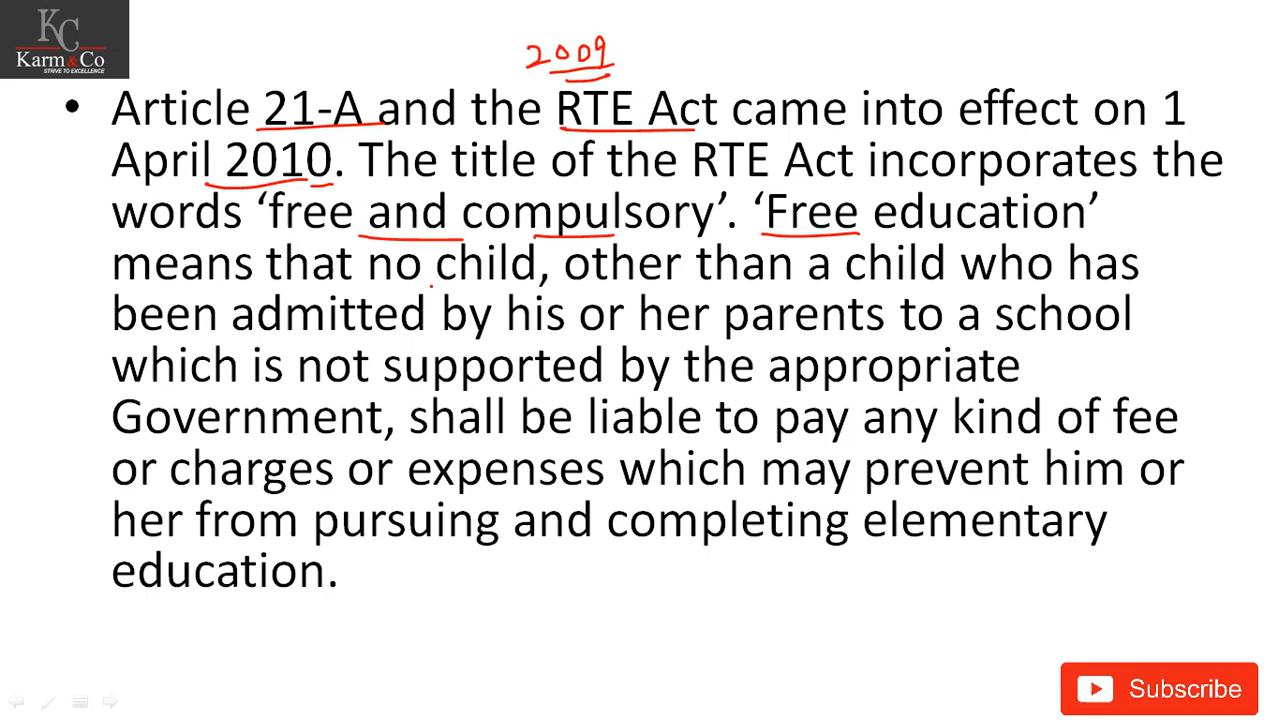 KC
Karm&Co
STRIVE TO EXCELLENCE
2009
• Article 21-A and the RTE Act came into effect on 1
April 2010. The title of the RTE Act incorporates the
words ‘free and compulsory’. ‘Free education’
means that no child, other than a child who has
been admitted by his or her parents to a school
which is not supported by the appropriate
Government, shall be liable to pay any kind of fee
or charges or expenses which may prevent him or
her from pursuing and completing elementary
education.
Subscribe